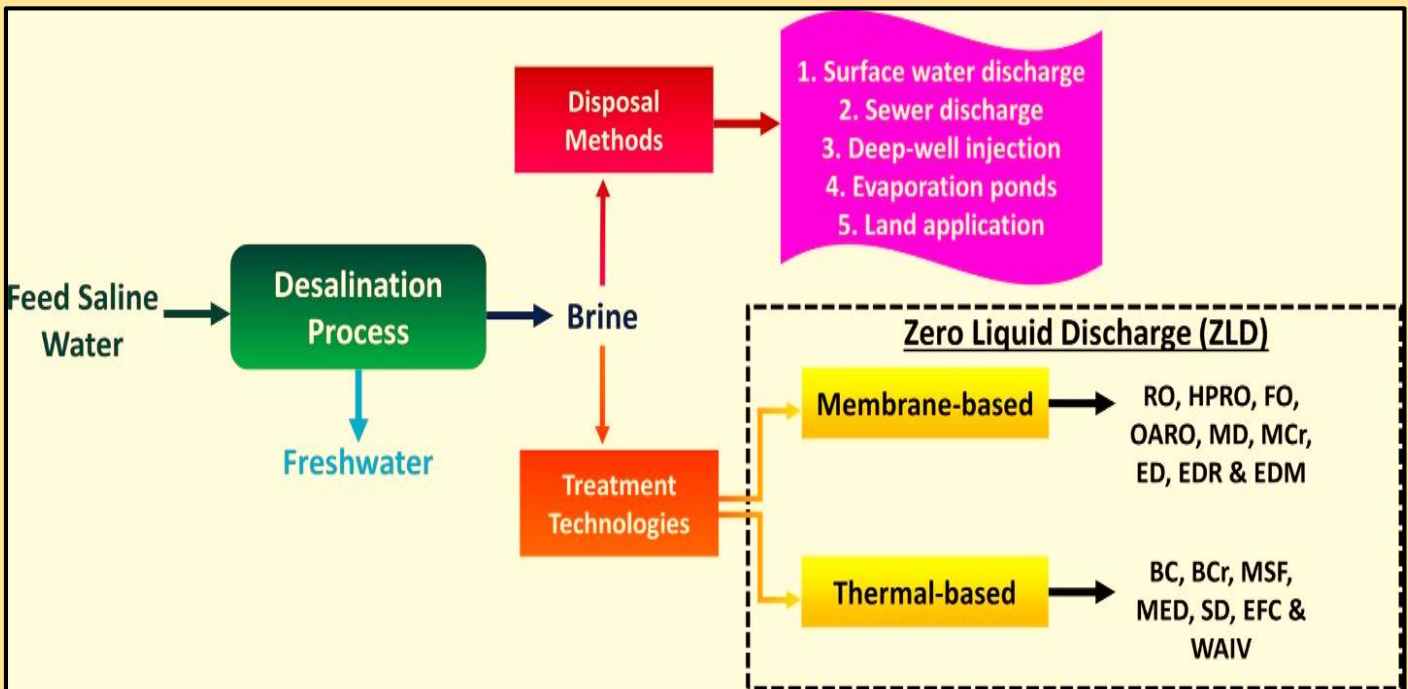 Feed Saline
Water
Desalination
Process
Freshwater
Brine
Disposal
Methods
1. Surface water discharge
2. Sewer discharge
3. Deep-well injection
4. Evaporation ponds
5. Land application
Treatment
Technologies
Zero Liquid Discharge (ZLD)
Membrane-based
RO, HPRO, FO,
OARO, MD, MCr,
ED, EDR & EDM
Thermal-based
BC, BCr, MSF,
MED, SD, EFC &
WAIV